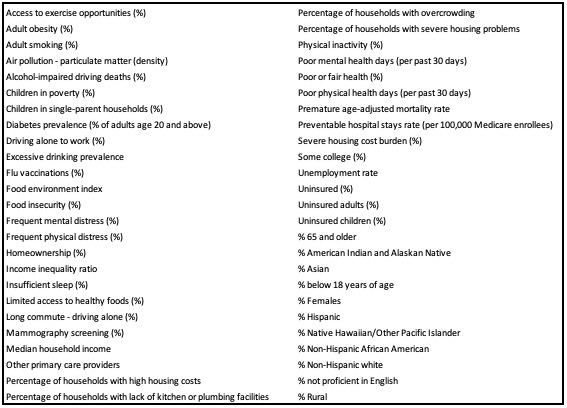 Access to exercise opportunities (%)
Adult obesity (%)
Adult smoking (%)
Air pollution - particulate matter (density)
Alcohol-impaired driving deaths (%)
Children in poverty (%)
Children in single-parent households (%)
Diabetes prevalence (% of adults age 20 and above)
Driving alone to work (%)
Excessive drinking prevalence
Flu vaccinations (%)
Food environment index
Food insecurity (%)
Frequent mental distress (%)
Frequent physical distress (%)
Homeownership (%)
Income inequality ratio
Insufficient sleep (%)
Limited access to healthy foods (%)
Long commute - driving alone (%)
Mammography screening (%)
Median household income
Other primary care providers
Percentage of households with high housing costs
Percentage of households with lack of kitchen or plumbing facilities
Percentage of households with overcrowding
Percentage of households with severe housing problems
Physical inactivity (%)
Poor mental health days (per past 30 days)
Poor or fair health (%)
Poor physical health days (per past 30 days)
Premature age-adjusted mortality rate
Preventable hospital stays rate (per 100,000 Medicare enrollees)
Severe housing cost burden (%)
Some college (%)
Unemployment rate
Uninsured (%)
Uninsured adults (%)
Uninsured children (%)
% 65 and older
% American Indian and Alaskan Native
% Asian
% below 18 years of age
% Females
% Hispanic
% Native Hawaiian/Other Pacific Islander
% Non-Hispanic African American
% Non-Hispanic white
% not proficient in English
% Rural